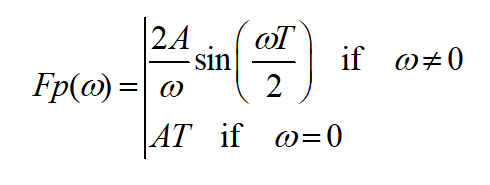 Fp(ω) = | 2A/ω sin(ωT/2) if ω≠0
AT if ω=0